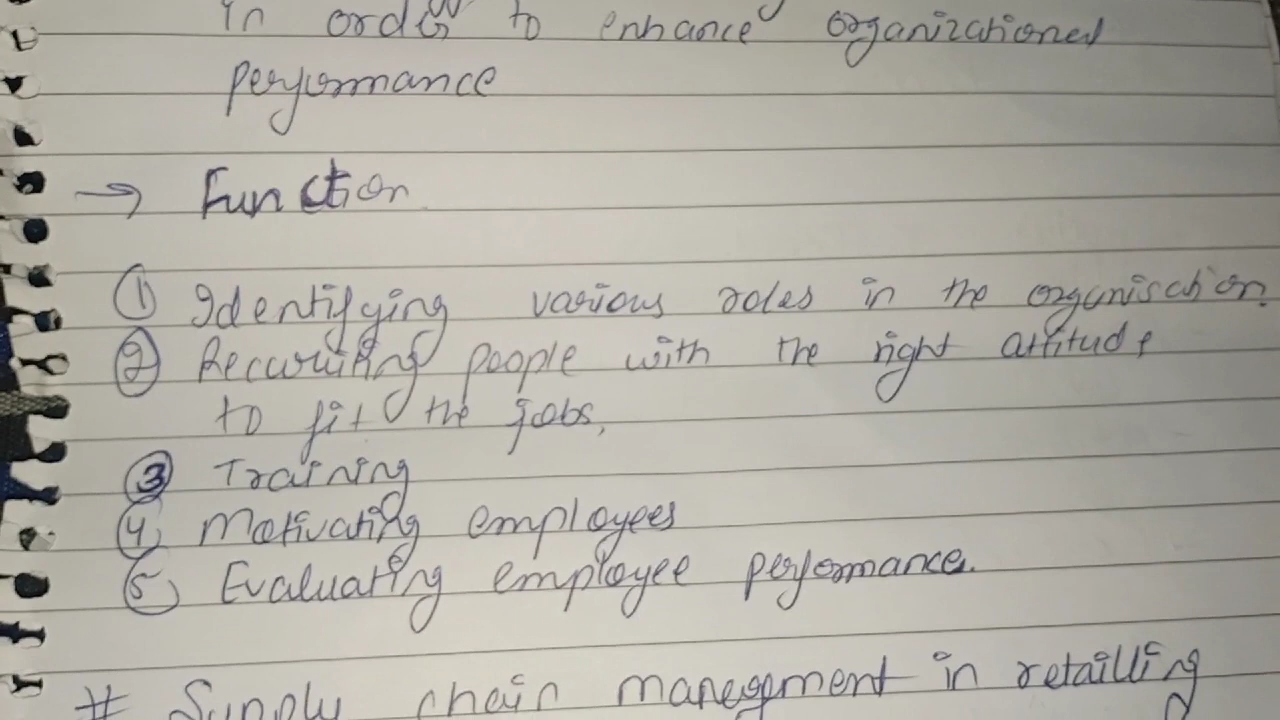 in order to enhance organizationed
performance
→ Function
① Identifying various roles in the organisation.
② Recruiting people with the right attitude
to fit the jobs,
③ Training
④ Motivating employees
⑤ Evaluating employee performance.
# Supply chain management in retailling